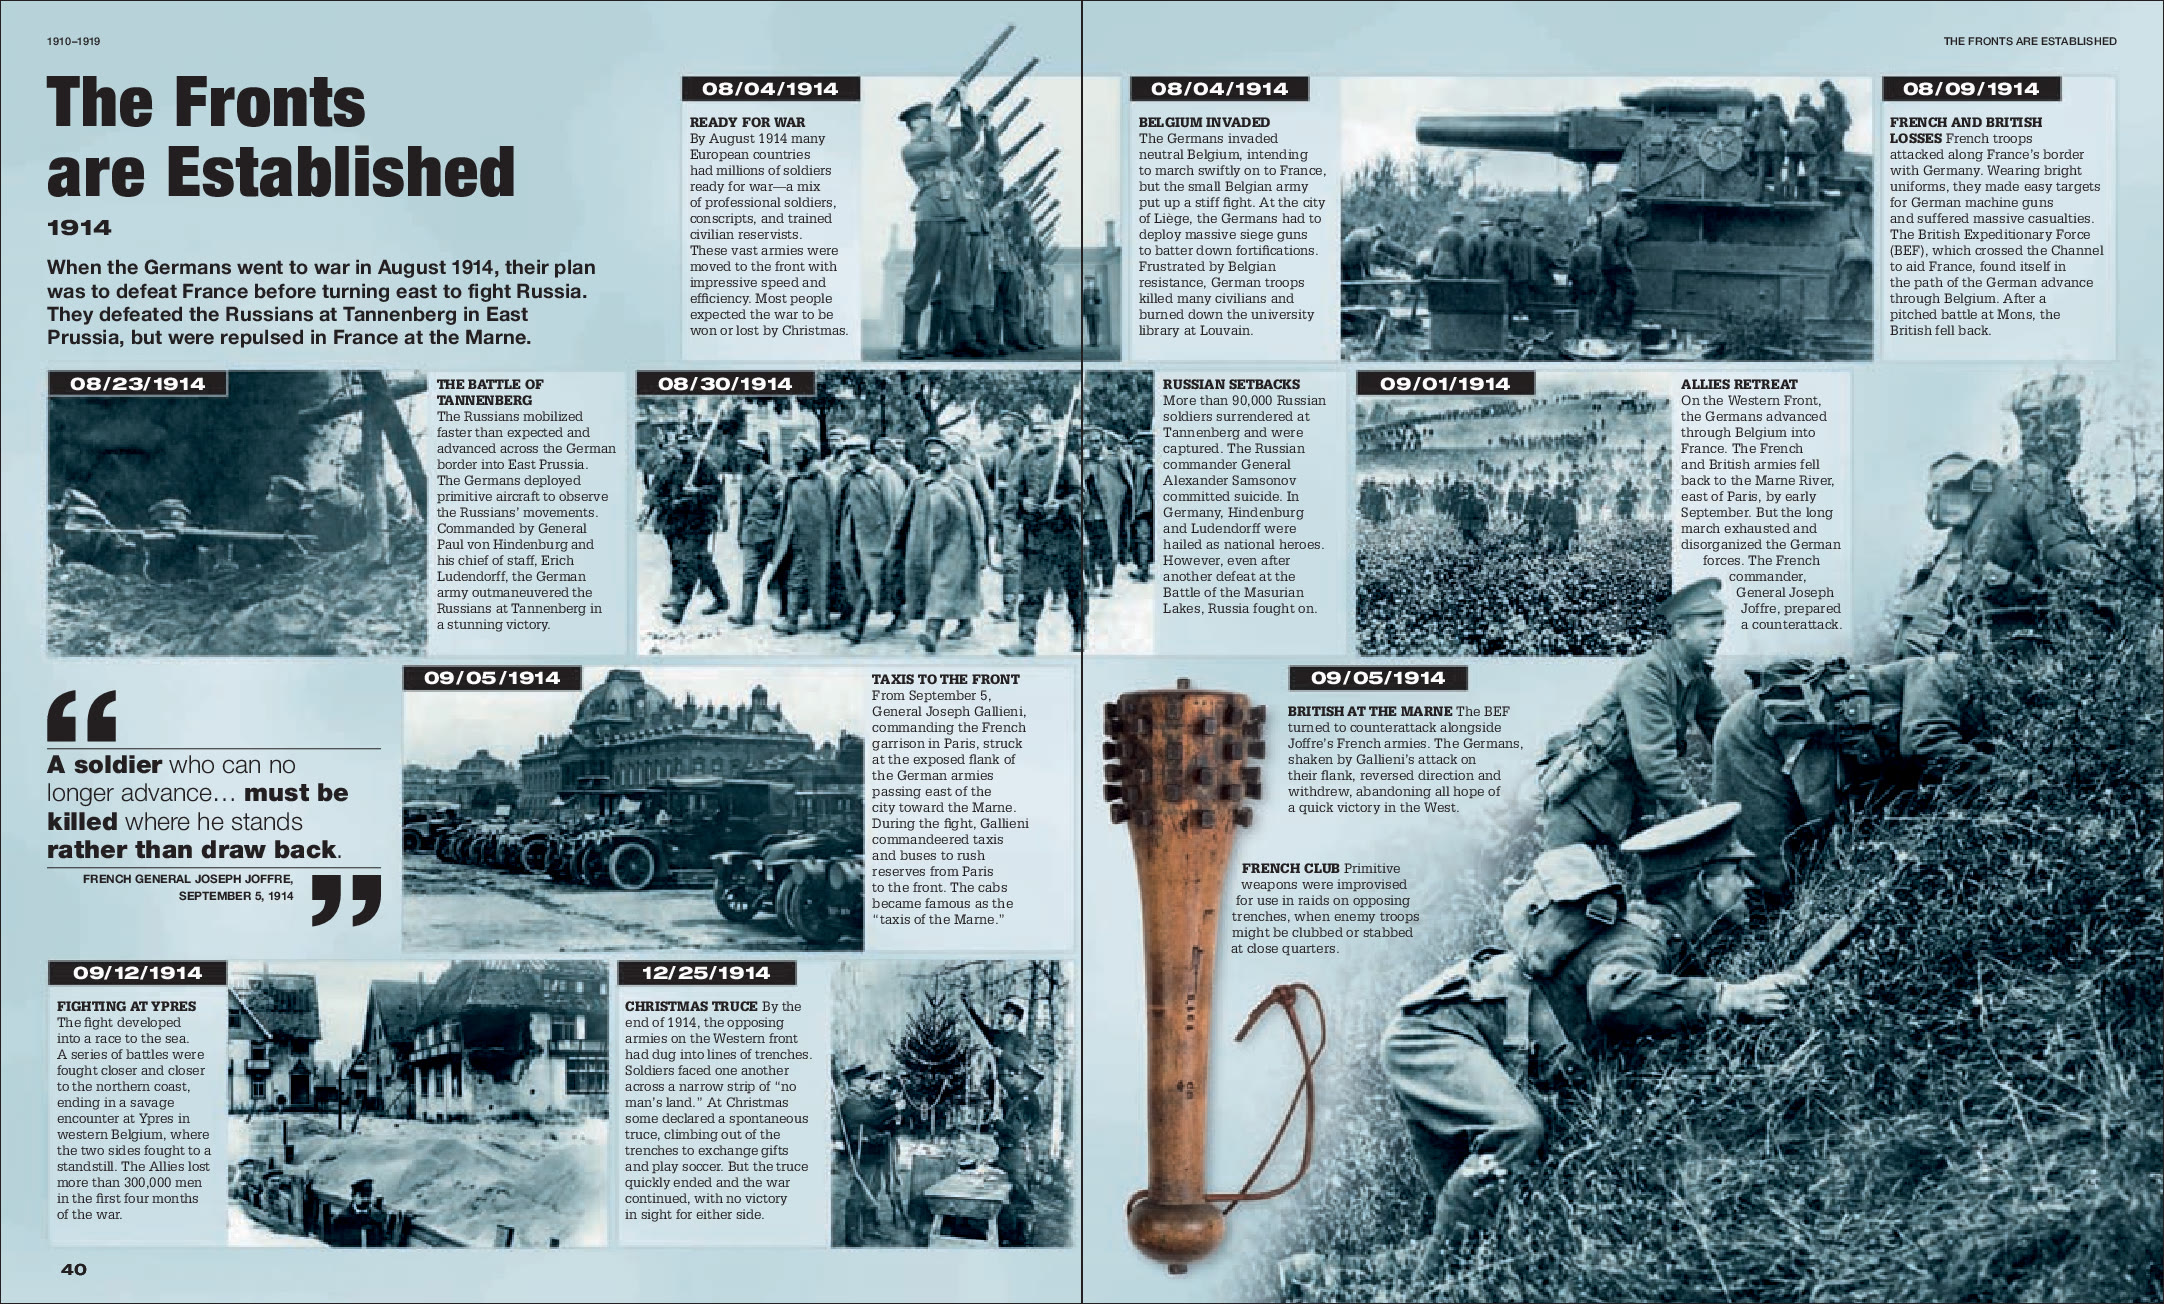 1910–1919
THE FRONTS ARE ESTABLISHED
The Fronts
are Established
1914
When the Germans went to war in August 1914, their plan
was to defeat France before turning east to fight Russia.
They defeated the Russians at Tannenberg in East
Prussia, but were repulsed in France at the Marne.
08/04/1914
READY FOR WAR
By August 1914 many
European countries
had millions of soldiers
ready for war—a mix
of professional soldiers,
conscripts, and trained
civilian reservists.
These vast armies were
moved to the front with
impressive speed and
efficiency. Most people
expected the war to be
won or lost by Christmas.
08/04/1914
BELGIUM INVADED
The Germans invaded
neutral Belgium, intending
to march swiftly on to France,
but the small Belgian army
put up a stiff fight. At the city
of Liège, the Germans had to
deploy massive siege guns
to batter down fortifications.
Frustrated by Belgian
resistance, German troops
killed many civilians and
burned down the university
library at Louvain.
08/09/1914
FRENCH AND BRITISH
LOSSES French troops
attacked along France's border
with Germany. Wearing bright
uniforms, they made easy targets
for German machine guns
and suffered massive casualties.
The British Expeditionary Force
(BEF), which crossed the Channel
to aid France, found itself in
the path of the German advance
through Belgium. After a
pitched battle at Mons, the
British fell back.
08/23/1914
THE BATTLE OF
TANNENBERG
The Russians mobilized
faster than expected and
advanced across the German
border into East Prussia.
The Germans deployed
primitive aircraft to observe
the Russians' movements.
Commanded by General
Paul von Hindenburg and
his chief of staff, Erich
Ludendorff, the German
army outmaneuvered the
Russians at Tannenberg in
a stunning victory.
08/30/1914
RUSSIAN SETBACKS
More than 90,000 Russian
soldiers surrendered at
Tannenberg and were
captured. The Russian
commander General
Alexander Samsonov
committed suicide. In
Germany, Hindenburg
and Ludendorff were
hailed as national heroes.
However, even after
another defeat at the
Battle of the Masurian
Lakes, Russia fought on.
09/01/1914
ALLIES RETREAT
On the Western Front,
the Germans advanced
through Belgium into
France. The French
and British armies fell
back to the Marne River,
east of Paris, by early
September. But the long
march exhausted and
disorganized the German
forces. The French
commander,
General Joseph
Joffre, prepared
a counterattack.
“
A soldier who can no
longer advance… must be
killed where he stands
rather than draw back.
FRENCH GENERAL JOSEPH JOFFRE,
SEPTEMBER 5, 1914
”
09/05/1914
TAXIS TO THE FRONT
From September 5,
General Joseph Gallieni,
commanding the French
garrison in Paris, struck
at the exposed flank of
the German armies
passing east of the
city toward the Marne.
During the fight, Gallieni
commandeered taxis
and buses to rush
reserves from Paris
to the front. The cabs
became famous as the
“taxis of the Marne.”
09/05/1914
BRITISH AT THE MARNE The BEF
turned to counterattack alongside
Joffre's French armies. The Germans,
shaken by Gallieni's attack on
their flank, reversed direction and
withdrew, abandoning all hope of
a quick victory in the West.
FRENCH CLUB Primitive
weapons were improvised
for use in raids on opposing
trenches, when enemy troops
might be clubbed or stabbed
at close quarters.
09/12/1914
FIGHTING AT YPRES
The fight developed
into a race to the sea.
A series of battles were
fought closer and closer
to the northern coast,
ending in a savage
encounter at Ypres in
western Belgium, where
the two sides fought to a
standstill. The Allies lost
more than 300,000 men
in the first four months
of the war.
12/25/1914
CHRISTMAS TRUCE By the
end of 1914, the opposing
armies on the Western front
had dug into lines of trenches.
Soldiers faced one another
across a narrow strip of “no
man's land.” At Christmas
some declared a spontaneous
truce, climbing out of the
trenches to exchange gifts
and play soccer. But the truce
quickly ended and the war
continued, with no victory
in sight for either side.
40